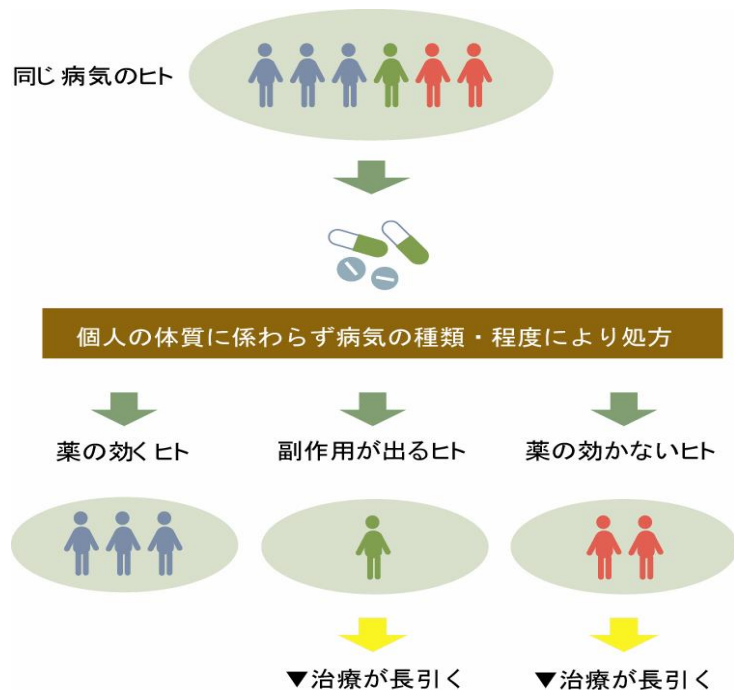 同じ病気のヒト
個人の体質に係わらず病気の種類・程度により処方
薬の効くヒト
副作用が出るヒト
薬の効かないヒト
▼治療が長引く
▼治療が長引く